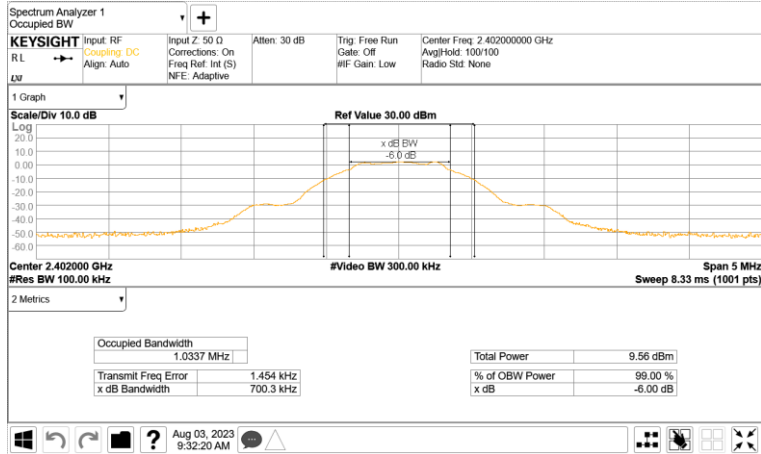 Spectrum Analyzer 1
Occupied BW
+
KEYSIGHT Input: RF Input Z: 50 Ω Atten: 30 dB Trig: Free Run Center Freq: 2.402000000 GHz
RL Coupling: DC Corrections: On Gate: Off Avg|Hold: 100/100
Align: Auto Freq Ref: Int (S) #IF Gain: Low Radio Std: None
LXI NFE: Adaptive
1 Graph
Scale/Div 10.0 dB Ref Value 30.00 dBm
Log
20.0
x dB BW
10.0
-6.0 dB
0.00
-10.0
-20.0
-30.0
-40.0
-50.0
-60.0
Center 2.402000 GHz #Video BW 300.00 kHz Span 5 MHz
#Res BW 100.00 kHz Sweep 8.33 ms (1001 pts)
2 Metrics
Occupied Bandwidth
1.0337 MHz Total Power 9.56 dBm
Transmit Freq Error 1.454 kHz % of OBW Power 99.00 %
x dB Bandwidth 700.3 kHz x dB -6.00 dB
? Aug 03, 2023
9:32:20 AM